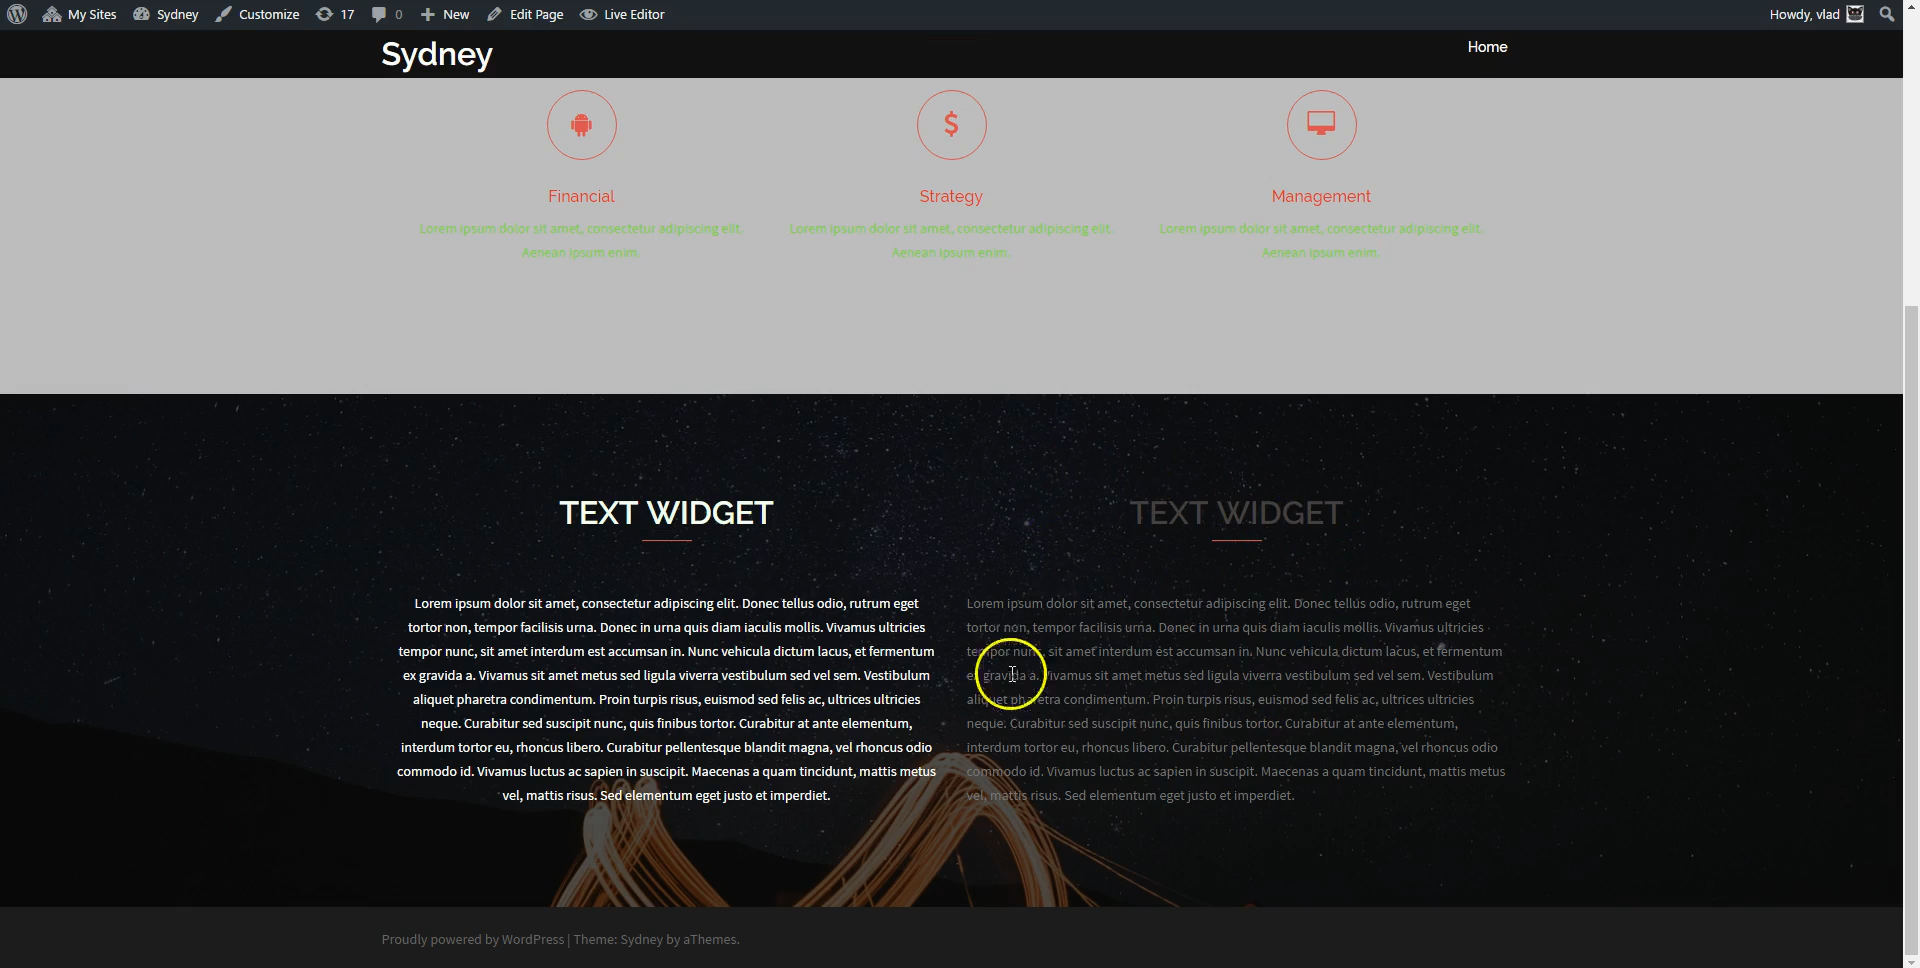 My Sites Sydney Customize 17 0 New Edit Page Live Editor Howdy, vlad
Sydney Home
$
Financial Strategy Management
Lorem ipsum dolor sit amet, consectetur adipiscing elit. Lorem ipsum dolor sit amet, consectetur adipiscing elit. Lorem ipsum dolor sit amet, consectetur adipiscing elit.
Aenean ipsum enim. Aenean ipsum enim. Aenean ipsum enim.
TEXT WIDGET
Lorem ipsum dolor sit amet, consectetur adipiscing elit. Donec tellus odio, rutrum eget
tortor non, tempor facilisis urna. Donec in urna quis diam iaculis mollis. Vivamus ultricies
tempor nunc, sit amet interdum est accumsan in. Nunc vehicula dictum lacus, et fermentum
ex gravida a. Vivamus sit amet metus sed ligula viverra vestibulum sed vel sem. Vestibulum
aliquet pharetra condimentum. Proin turpis risus, euismod sed felis ac, ultrices ultricies
neque. Curabitur sed suscipit nunc, quis finibus tortor. Curabitur at ante elementum,
interdum tortor eu, rhoncus libero. Curabitur pellentesque blandit magna, vel rhoncus odio
commodo id. Vivamus luctus ac sapien in suscipit. Maecenas a quam tincidunt, mattis metus
vel, mattis risus. Sed elementum eget justo et imperdiet.
TEXT WIDGET
Lorem ipsum dolor sit amet, consectetur adipiscing elit. Donec tellus odio, rutrum eget
tortor non, tempor facilisis urna. Donec in urna quis diam iaculis mollis. Vivamus ultricies
tempor nunc, sit amet interdum est accumsan in. Nunc vehicula dictum lacus, et fermentum
ex gravida a. Vivamus sit amet metus sed ligula viverra vestibulum sed vel sem. Vestibulum
aliquet pharetra condimentum. Proin turpis risus, euismod sed felis ac, ultrices ultricies
neque. Curabitur sed suscipit nunc, quis finibus tortor. Curabitur at ante elementum,
interdum tortor eu, rhoncus libero. Curabitur pellentesque blandit magna, vel rhoncus odio
commodo id. Vivamus luctus ac sapien in suscipit. Maecenas a quam tincidunt, mattis metus
vel, mattis risus. Sed elementum eget justo et imperdiet.
Proudly powered by WordPress | Theme: Sydney by aThemes.